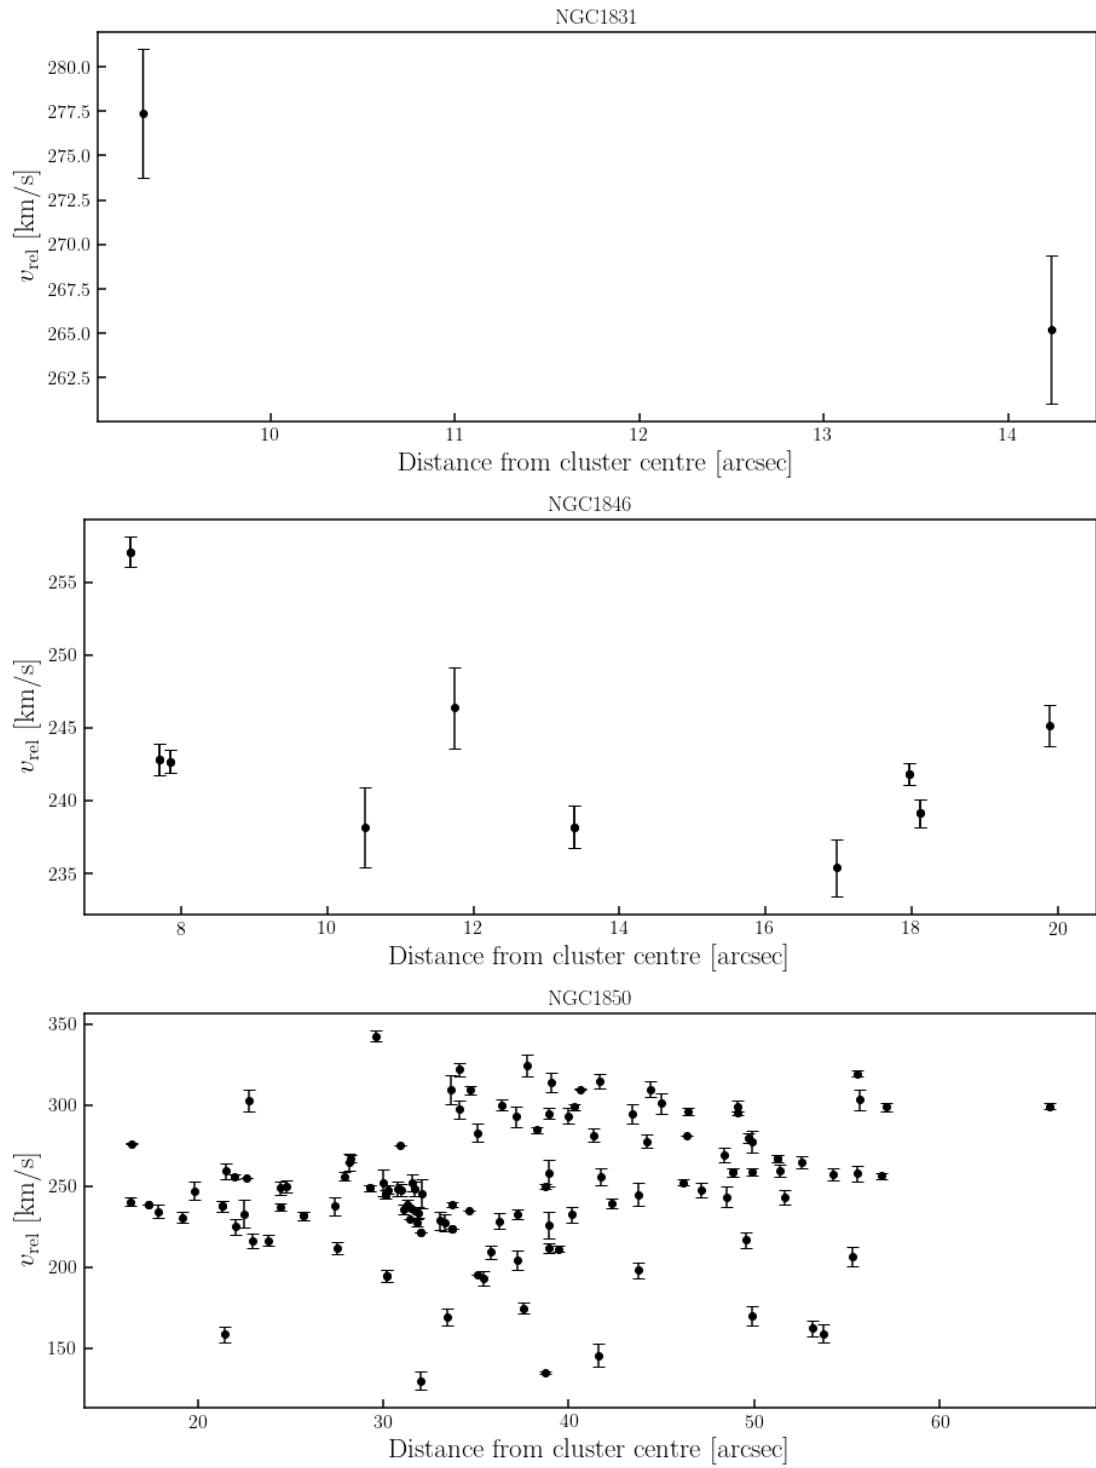 NGC1831
280.0
277.5
275.0
272.5
270.0
267.5
265.0
262.5
v_rel [km/s]
10 11 12 13 14
Distance from cluster centre [arcsec]
NGC1846
255
250
245
240
235
v_rel [km/s]
8 10 12 14 16 18 20
Distance from cluster centre [arcsec]
NGC1850
350
300
250
200
150
v_rel [km/s]
20 30 40 50 60
Distance from cluster centre [arcsec]